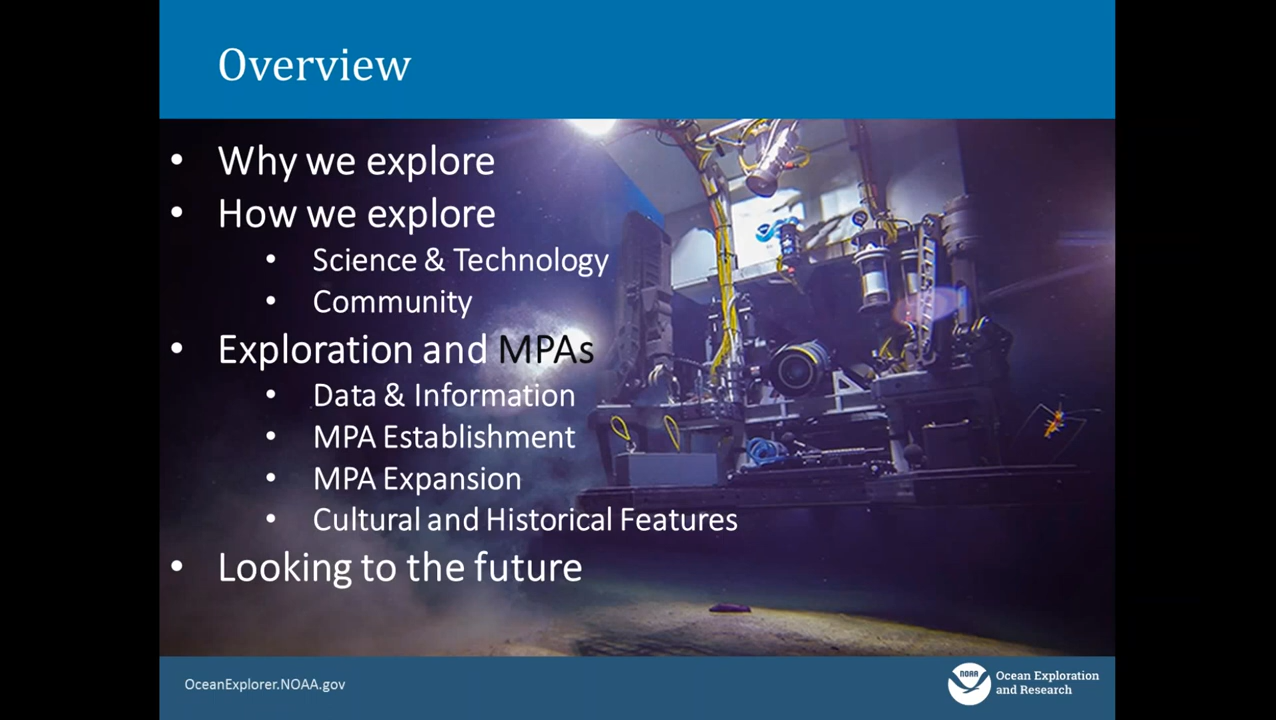 Overview
• Why we explore
• How we explore
• Science & Technology
• Community
• Exploration and MPAs
• Data & Information
• MPA Establishment
• MPA Expansion
• Cultural and Historical Features
• Looking to the future
OceanExplorer.NOAA.gov
NOAA
Ocean Exploration
and Research